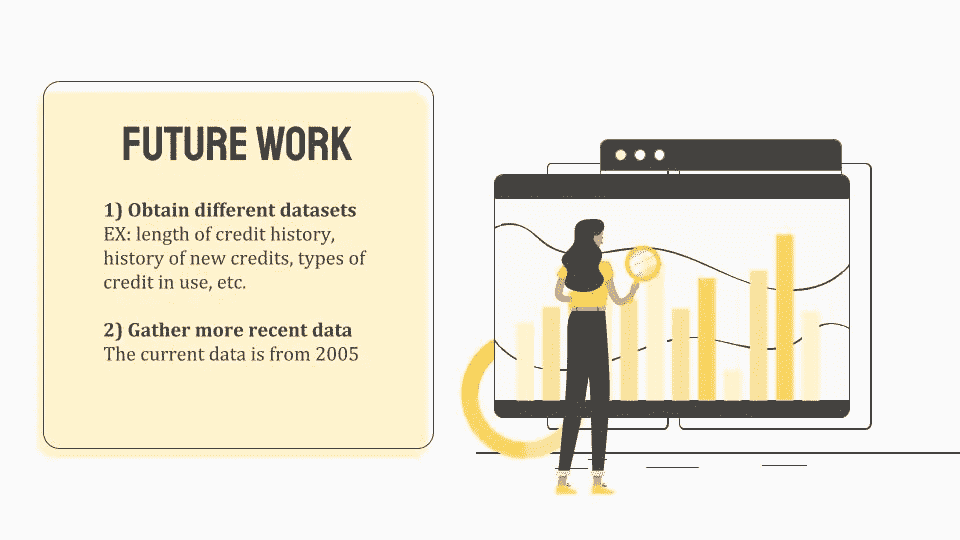 FUTURE WORK
1) Obtain different datasets
EX: length of credit history,
history of new credits, types of
credit in use, etc.
2) Gather more recent data
The current data is from 2005